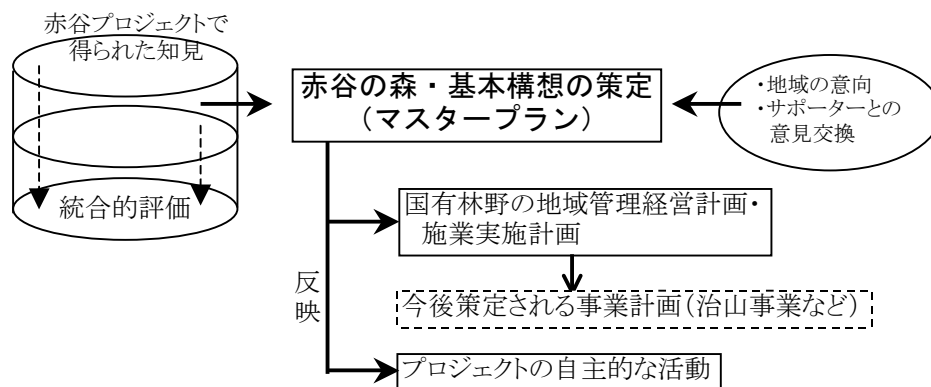 赤谷プロジェクトで
得られた知見
統合的評価
赤谷の森・基本構想の策定
（マスタープラン）
・地域の意向
・サポーターとの
意見交換
反映
国有林野の地域管理経営計画・
施業実施計画
今後策定される事業計画（治山事業など）
プロジェクトの自主的な活動